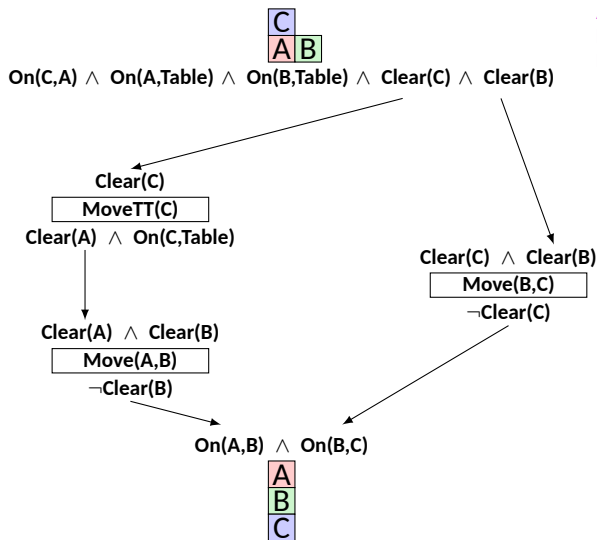 C
A B
On(C,A) ∧ On(A,Table) ∧ On(B,Table) ∧ Clear(C) ∧ Clear(B)
Clear(C)
MoveTT(C)
Clear(A) ∧ On(C,Table)
Clear(C) ∧ Clear(B)
Move(B,C)
¬Clear(C)
Clear(A) ∧ Clear(B)
Move(A,B)
¬Clear(B)
On(A,B) ∧ On(B,C)
A
B
C